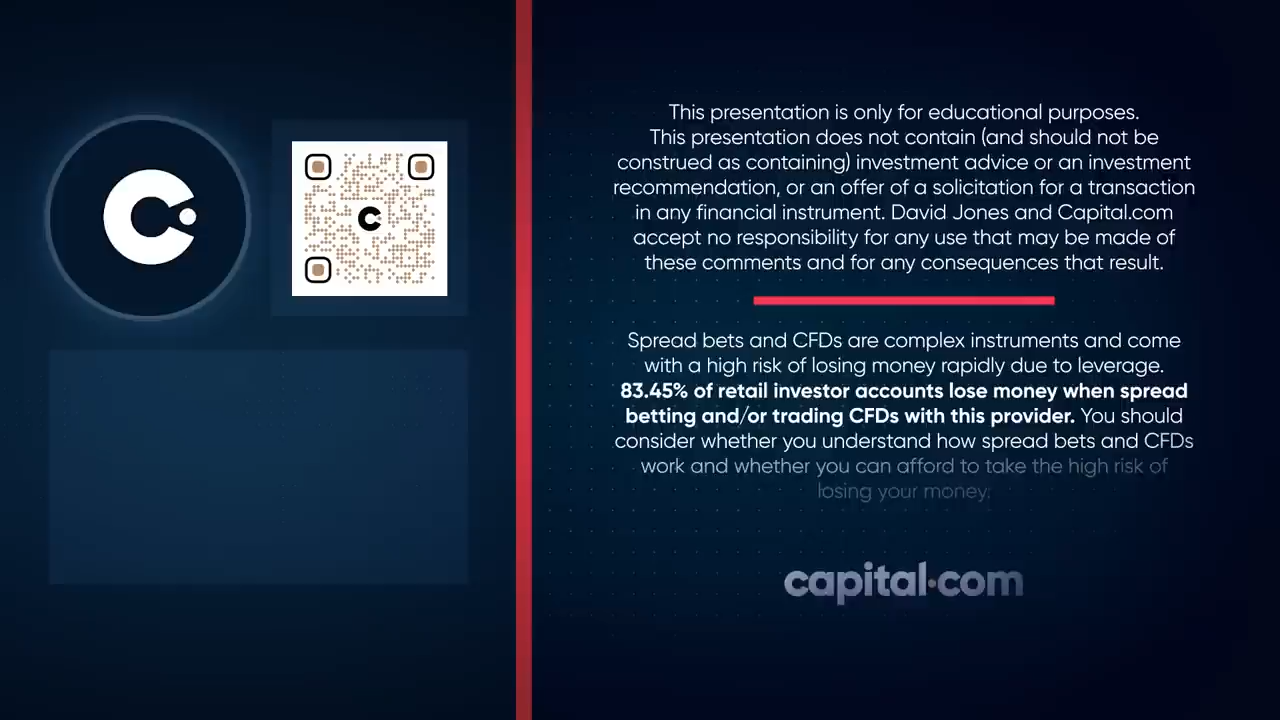 This presentation is only for educational purposes.
This presentation does not contain (and should not be
construed as containing) investment advice or an investment
recommendation, or an offer of a solicitation for a transaction
in any financial instument. David Jones and Capital.com
accept no responsibility for any use that may be made of
these comments and for any consequences that result.
Spread bets and CFDs are complex instruments and come
with a high risk of losing money rapidly due to leverage.
83.45% of retail investor accounts lose money when spread
betting and/or trading CFDs with this provider. You should
consider whether you understand how spread bets and CFDs
work and whether you can afford to take the high risk of
losing your money.
capital.com